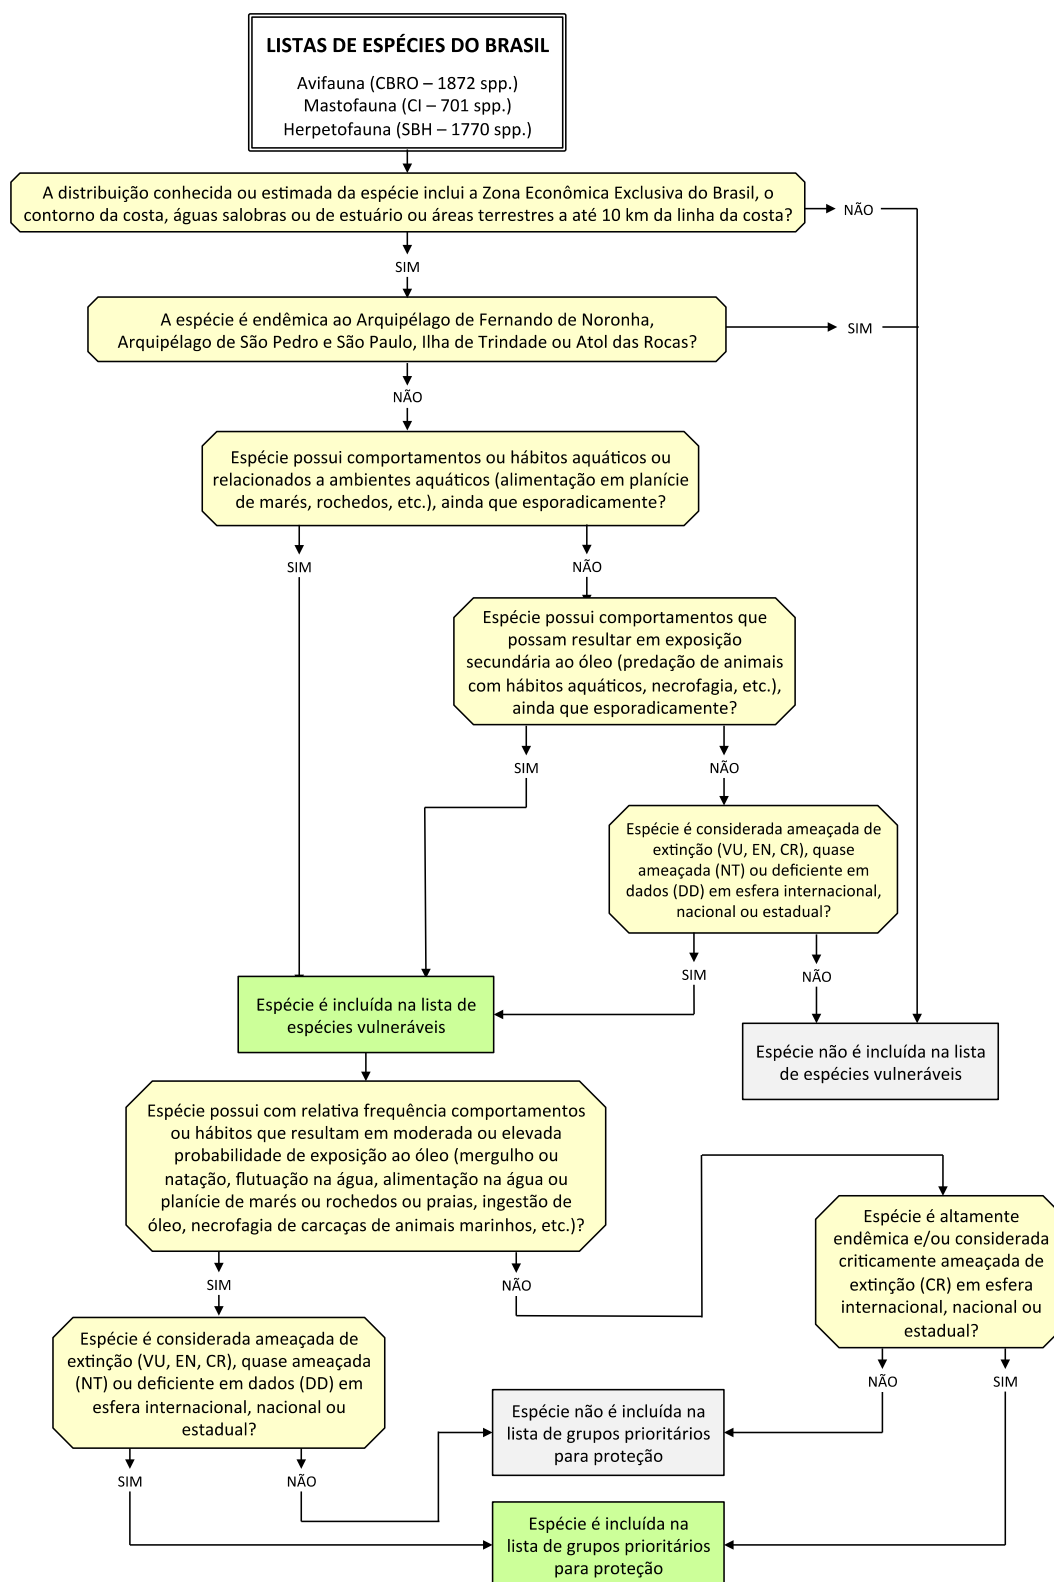 LISTAS DE ESPÉCIES DO BRASIL
Avifauna (CBRO – 1872 spp.)
Mastofauna (CI – 701 spp.)
Herpetofauna (SBH – 1770 spp.)
A distribuição conhecida ou estimada da espécie inclui a Zona Econômica Exclusiva do Brasil, o
contorno da costa, águas salobras ou de estuário ou áreas terrestres a até 10 km da linha da costa?
NÃO
SIM
A espécie é endêmica ao Arquipélago de Fernando de Noronha,
Arquipélago de São Pedro e São Paulo, Ilha de Trindade ou Atol das Rocas?
SIM
NÃO
Espécie possui comportamentos ou hábitos aquáticos ou
relacionados a ambientes aquáticos (alimentação em planície
de marés, rochedos, etc.), ainda que esporadicamente?
SIM
NÃO
Espécie possui comportamentos que
possam resultar em exposição
secundária ao óleo (predação de animais
com hábitos aquáticos, necrofagia, etc.),
ainda que esporadicamente?
SIM
NÃO
Espécie é considerada ameaçada de
extinção (VU, EN, CR), quase
ameaçada (NT) ou deficiente em
dados (DD) em esfera internacional,
nacional ou estadual?
SIM
NÃO
Espécie é incluída na lista de
espécies vulneráveis
Espécie não é incluída na lista
de espécies vulneráveis
Espécie possui com relativa frequência comportamentos
ou hábitos que resultam em moderada ou elevada
probabilidade de exposição ao óleo (mergulho ou
natação, flutuação na água, alimentação na água ou
planície de marés ou rochedos ou praias, ingestão de
óleo, necrofagia de carcaças de animais marinhos, etc.)?
SIM
NÃO
Espécie é altamente
endêmica e/ou considerada
criticamente ameaçada de
extinção (CR) em esfera
internacional, nacional ou
estadual?
NÃO
SIM
Espécie é considerada ameaçada de
extinção (VU, EN, CR), quase ameaçada
(NT) ou deficiente em dados (DD) em
esfera internacional, nacional ou
estadual?
SIM
NÃO
Espécie não é incluída na
lista de grupos prioritários
para proteção
Espécie é incluída na
lista de grupos prioritários
para proteção